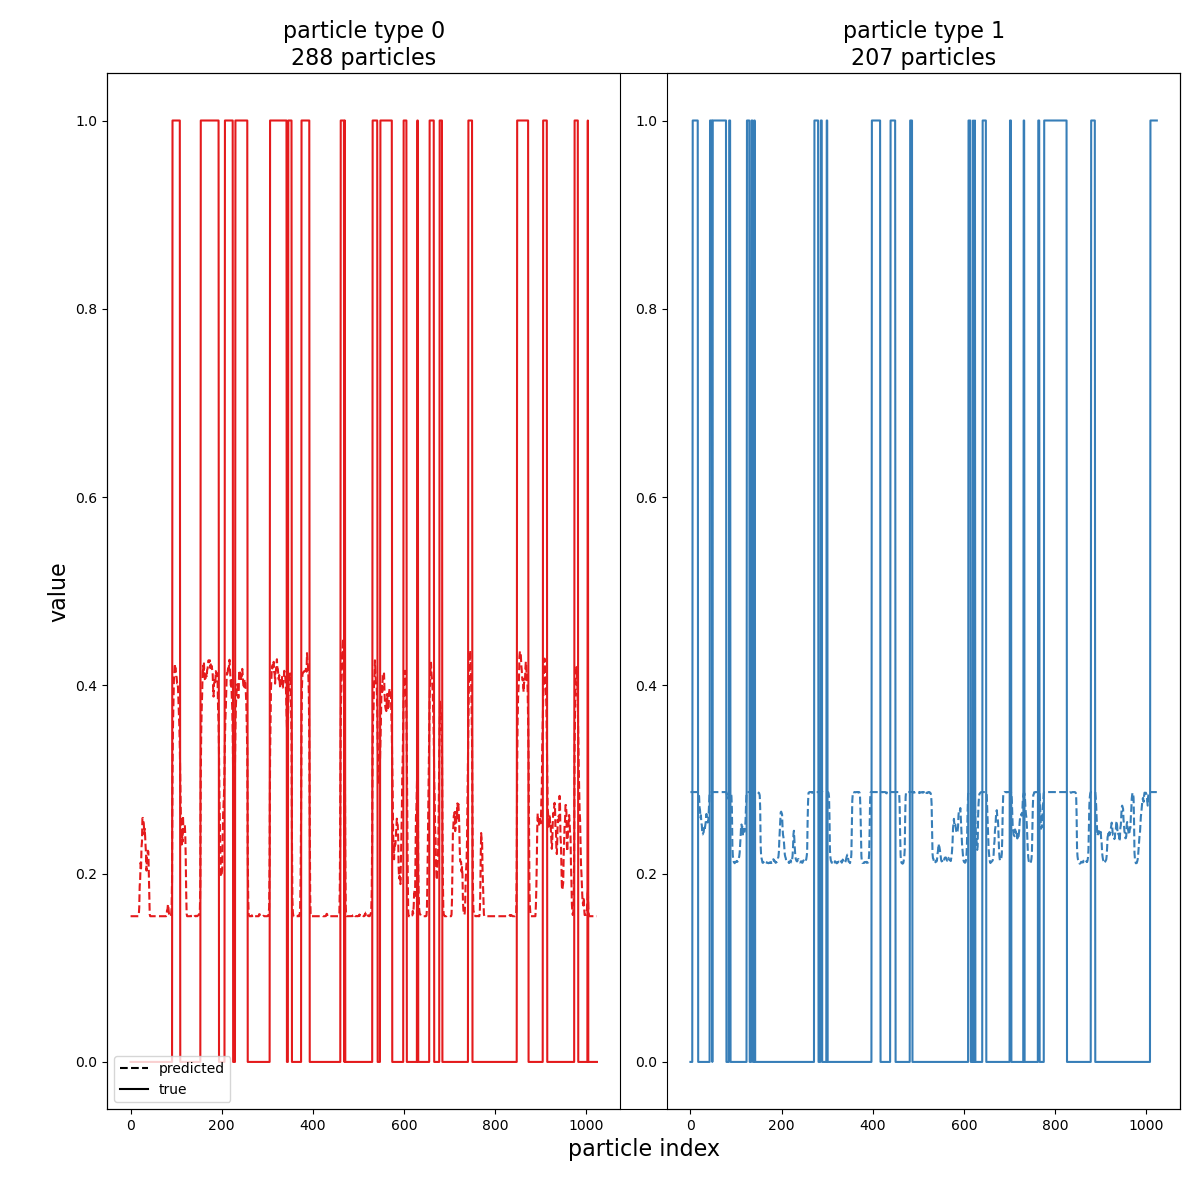 particle type 0
288 particles
particle type 1
207 particles
1.0
0.8
0.6
0.4
0.2
0.0
1.0
0.8
0.6
0.4
0.2
0.0
value
predicted
true
0 200 400 600 800 1000
0 200 400 600 800 1000
particle index